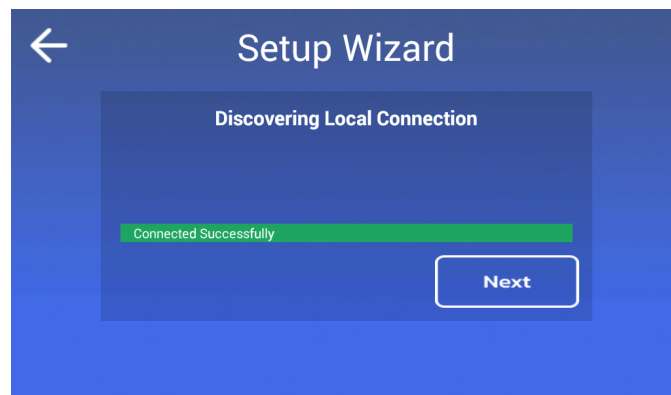 Setup Wizard
Discovering Local Connection
Connected Successfully
Next